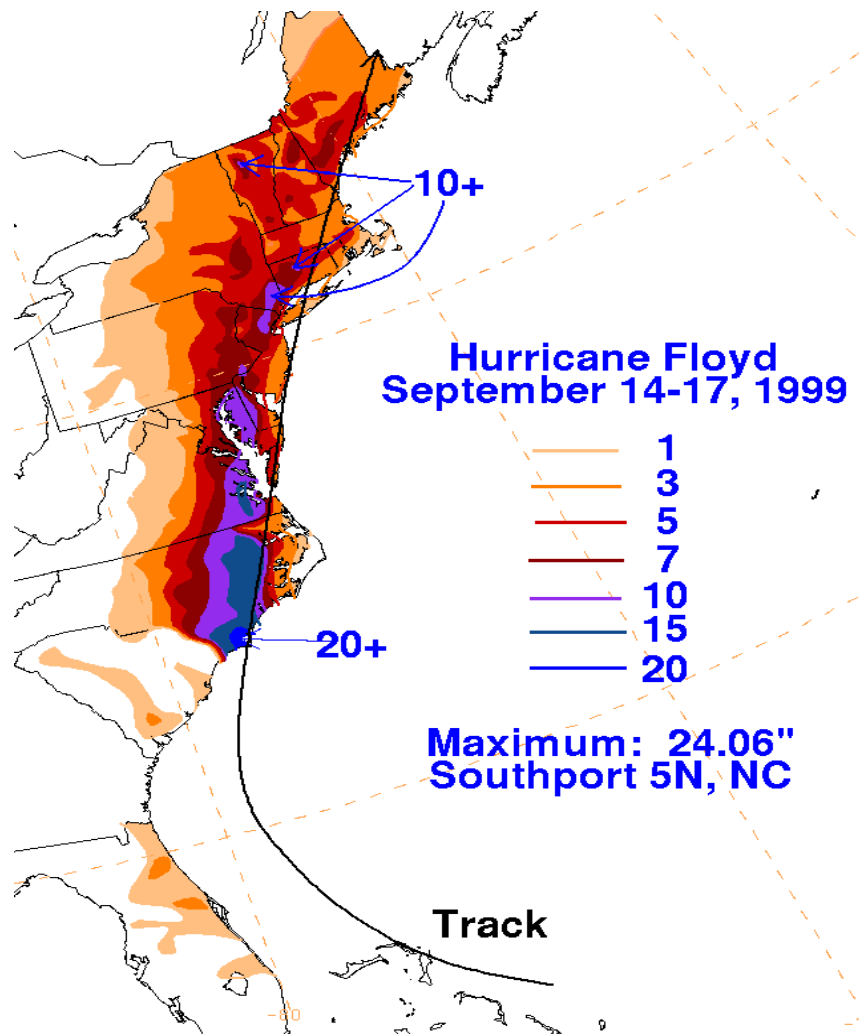 10+
Hurricane Floyd
September 14-17, 1999
1
3
5
7
10
15
20
20+
Maximum: 24.06"
Southport 5N, NC
Track
-80